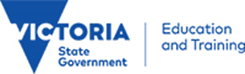 VICTORIA
State
Government
Education
and Training